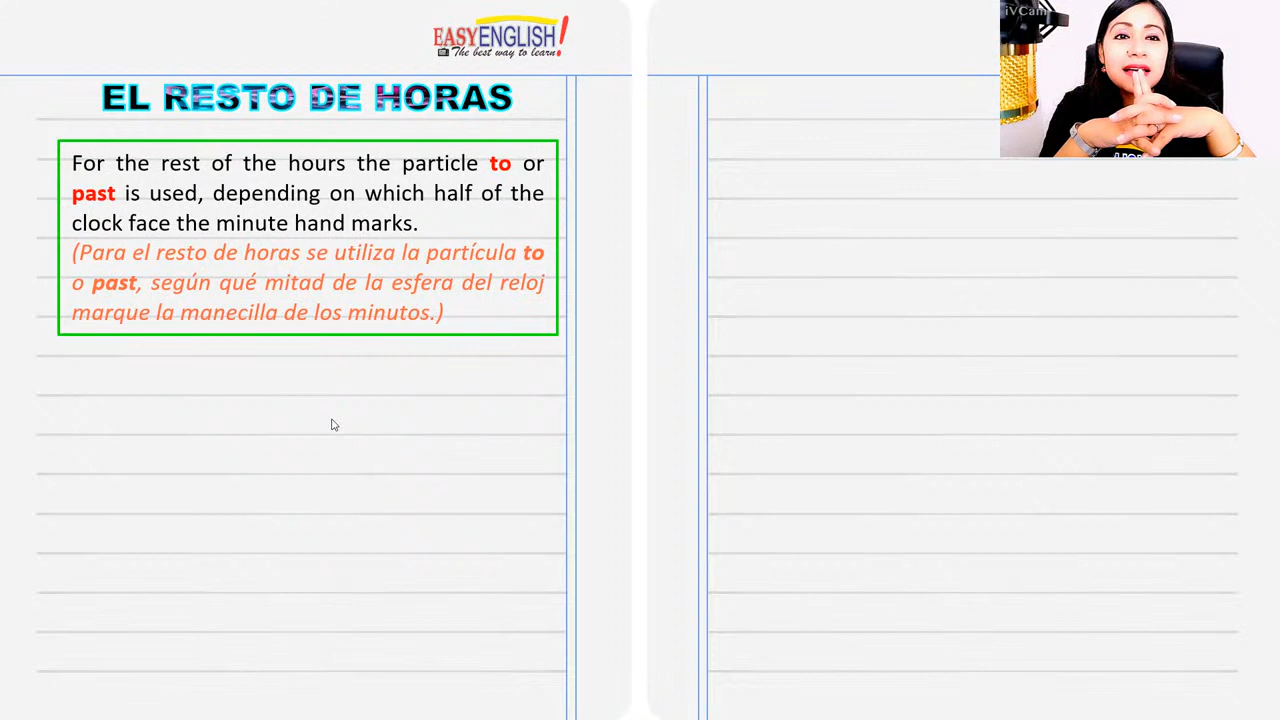 EASYENGLISH!
The best way to learn!
iVCam
EL RESTO DE HORAS
For the rest of the hours the particle to or
past is used, depending on which half of the
clock face the minute hand marks.
(Para el resto de horas se utiliza la partícula to
o past, según qué mitad de la esfera del reloj
marque la manecilla de los minutos.)